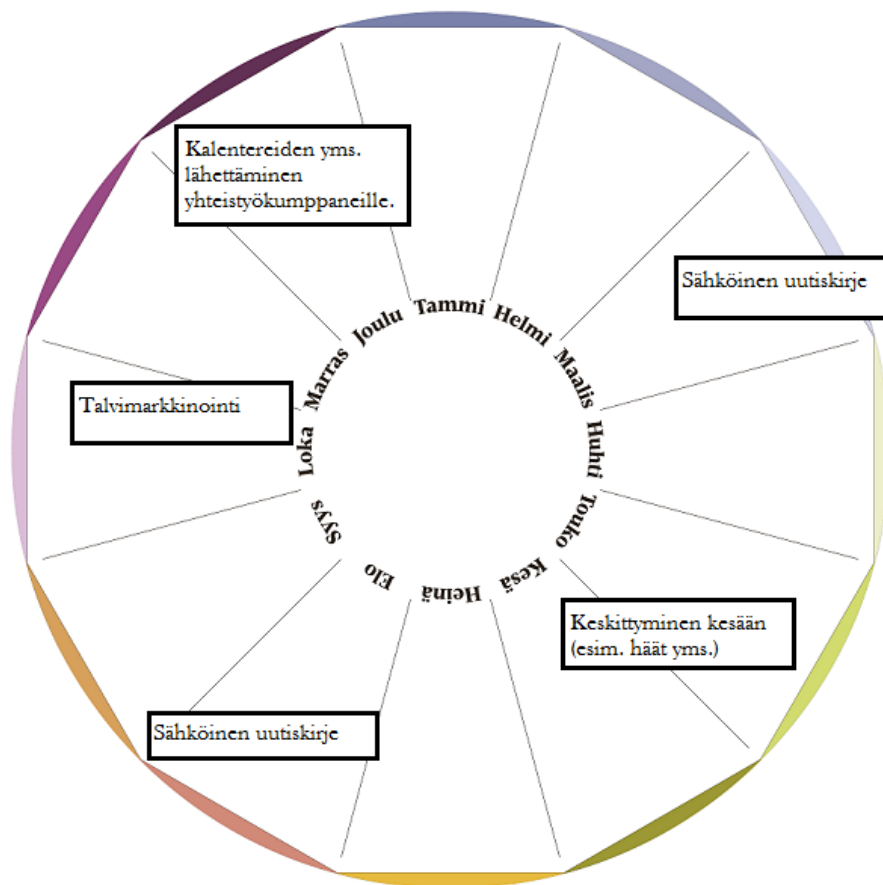 Kalentereiden yms.
lähettäminen
yhteistyökumppaneille.
Sähköinen uutiskirje
Tammi
Helmi
Maalis
Huhti
Touko
Kesä
Heinä
Elo
Syys
Loka
Marras
Joulu
Talvimarkkinointi
Keskittyminen kesään
(esim. häät yms.)
Sähköinen uutiskirje